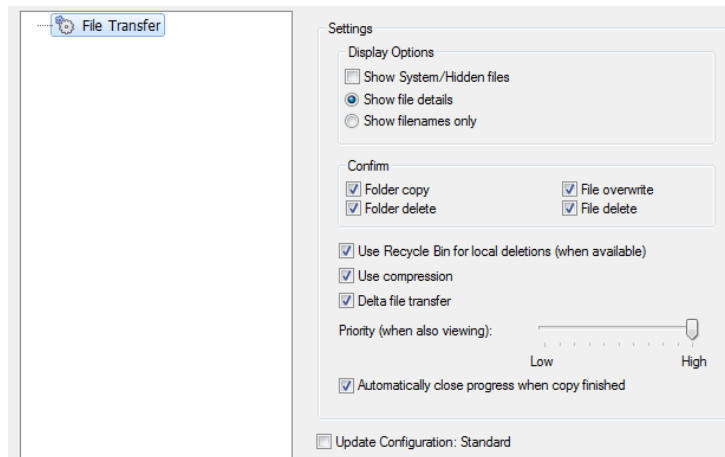 File Transfer
Settings
Display Options
Show System/Hidden files
Show file details
Show filenames only
Confirm
Folder copy File overwrite
Folder delete File delete
Use Recycle Bin for local deletions (when available)
Use compression
Delta file transfer
Priority (when also viewing):
Low High
Automatically close progress when copy finished
Update Configuration: Standard